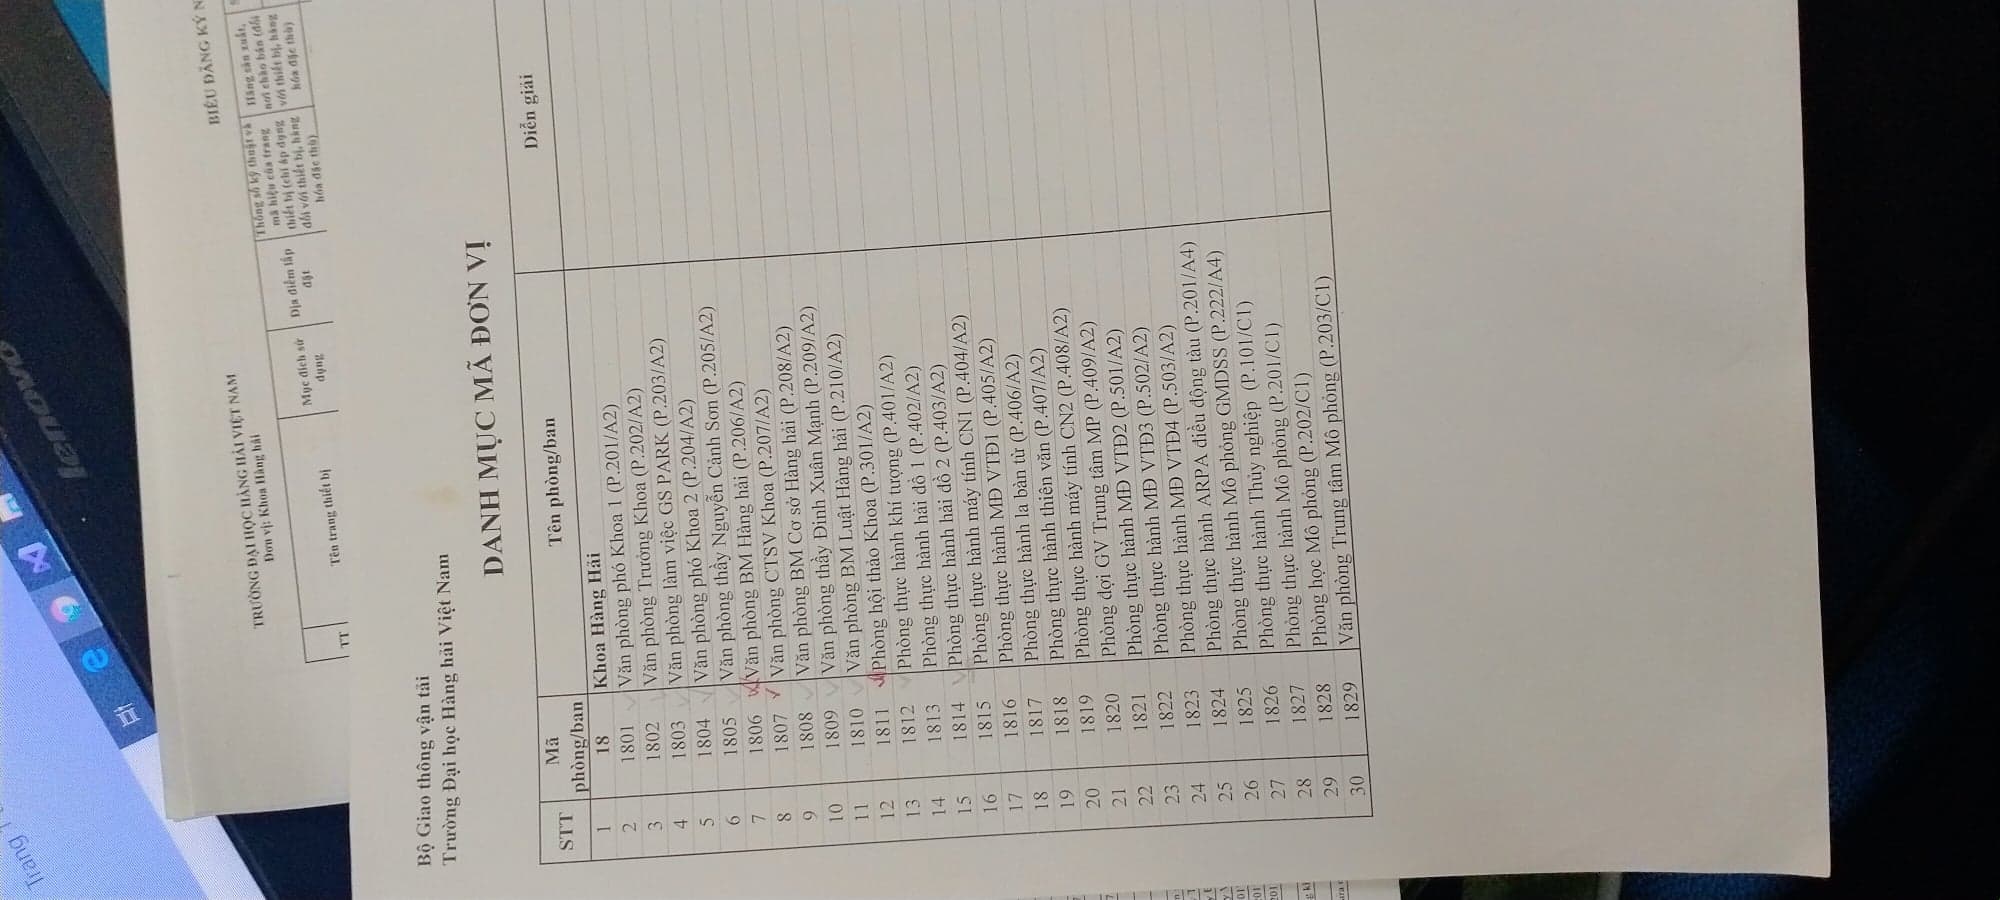 Bộ Giao thông vận tải
Trường Đại học Hàng hải Việt Nam
DANH MỤC MÃ ĐƠN VỊ
STT Mã phòng/ban Tên phòng/ban Diễn giải
1 18 Khoa Hàng Hải
2 1801 Văn phòng phó Khoa 1 (P.201/A2)
3 1802 Văn phòng Trưởng Khoa (P.202/A2)
4 1803 Văn phòng làm việc GS PARK (P.203/A2)
5 1804 Văn phòng phó Khoa 2 (P.204/A2)
6 1805 Văn phòng thầy Nguyễn Cảnh Sơn (P.205/A2)
7 1806 Văn phòng BM Hàng hải (P.206/A2)
8 1807 Văn phòng CTSV Khoa (P.207/A2)
9 1808 Văn phòng BM Cơ sở Hàng hải (P.208/A2)
10 1809 Văn phòng thầy Đinh Xuân Mạnh (P.209/A2)
11 1810 Văn phòng BM Luật Hàng hải (P.210/A2)
12 1811 Phòng hội thảo Khoa (P.301/A2)
13 1812 Phòng thực hành khí tượng (P.401/A2)
14 1813 Phòng thực hành hải đồ 1 (P.402/A2)
15 1814 Phòng thực hành hải đồ 2 (P.403/A2)
16 1815 Phòng thực hành máy tính CN1 (P.404/A2)
17 1816 Phòng thực hành MĐ VTĐ1 (P.405/A2)
18 1817 Phòng thực hành la bàn từ (P.406/A2)
19 1818 Phòng thực hành thiên văn (P.407/A2)
20 1819 Phòng thực hành máy tính CN2 (P.408/A2)
21 1820 Phòng đợi GV Trung tâm MP (P.409/A2)
22 1821 Phòng thực hành MĐ VTĐ2 (P.501/A2)
23 1822 Phòng thực hành MĐ VTĐ3 (P.502/A2)
24 1823 Phòng thực hành MĐ VTĐ4 (P.503/A2)
25 1824 Phòng thực hành ARPA điều động tàu (P.201/A4)
26 1825 Phòng thực hành Mô phỏng GMDSS (P.222/A4)
27 1826 Phòng thực hành Thủy nghiệp (P.101/C1)
28 1827 Phòng thực hành Mô phỏng (P.201/C1)
29 1828 Phòng học Mô phỏng (P.202/C1)
30 1829 Văn phòng Trung tâm Mô phỏng (P.203/C1)
TRƯỜNG ĐẠI HỌC HÀNG HẢI VIỆT NAM
Đơn vị: Khoa Hàng hải
BIỂU ĐĂNG KÝ
TT
Tên trang thiết bị
Mục đích sử
dụng
Địa điểm lắp
đặt
Thông số kỹ thuật và
mã hiệu của trang
thiết bị (chỉ áp dụng
đối với thiết bị, hàng
hóa đặc thù)
Hãng sản xuất,
nơi chào bán (đối
với thiết bị, hàng
hóa đặc thù)
lenovo
Trang